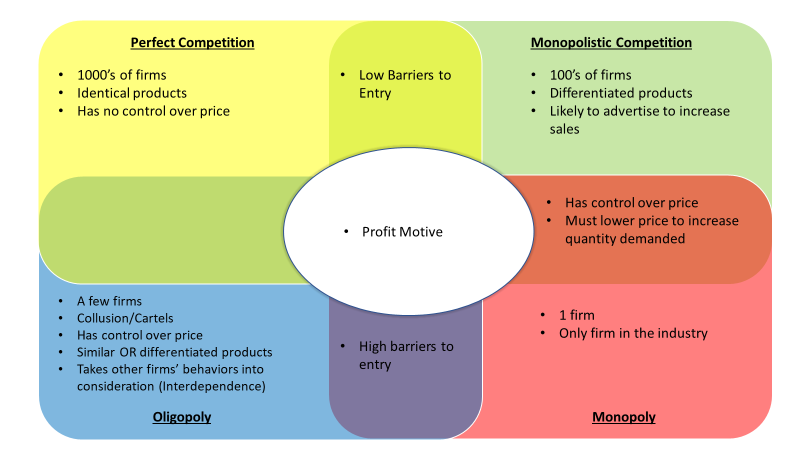 Perfect Competition
• 1000’s of firms
• Identical products
• Has no control over price
• Low Barriers to
Entry
Monopolistic Competition
• 100’s of firms
• Differentiated products
• Likely to advertise to increase
sales
• Profit Motive
• Has control over price
• Must lower price to increase
quantity demanded
• A few firms
• Collusion/Cartels
• Has control over price
• Similar OR differentiated products
• Takes other firms’ behaviors into
consideration (Interdependence)
Oligopoly
• High barriers to
entry
• 1 firm
• Only firm in the industry
Monopoly